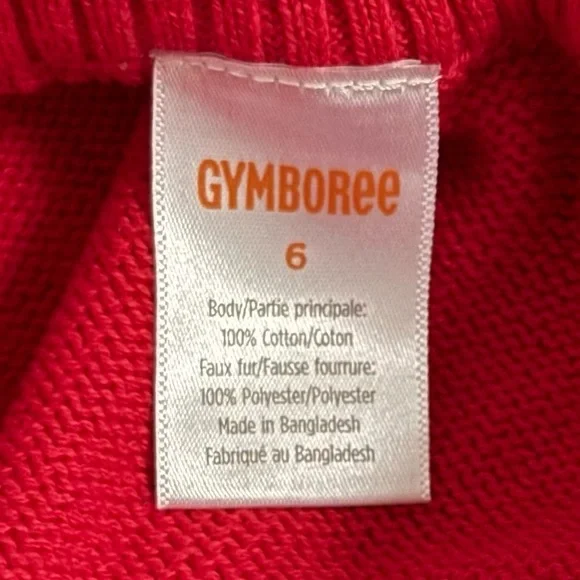 GYMBOREE
6
Body/Partie principale:
100% Cotton/Coton
Faux fur/Fausse fourrure:
100% Polyester/Polyester
Made in Bangladesh
Fabriqué au Bangladesh